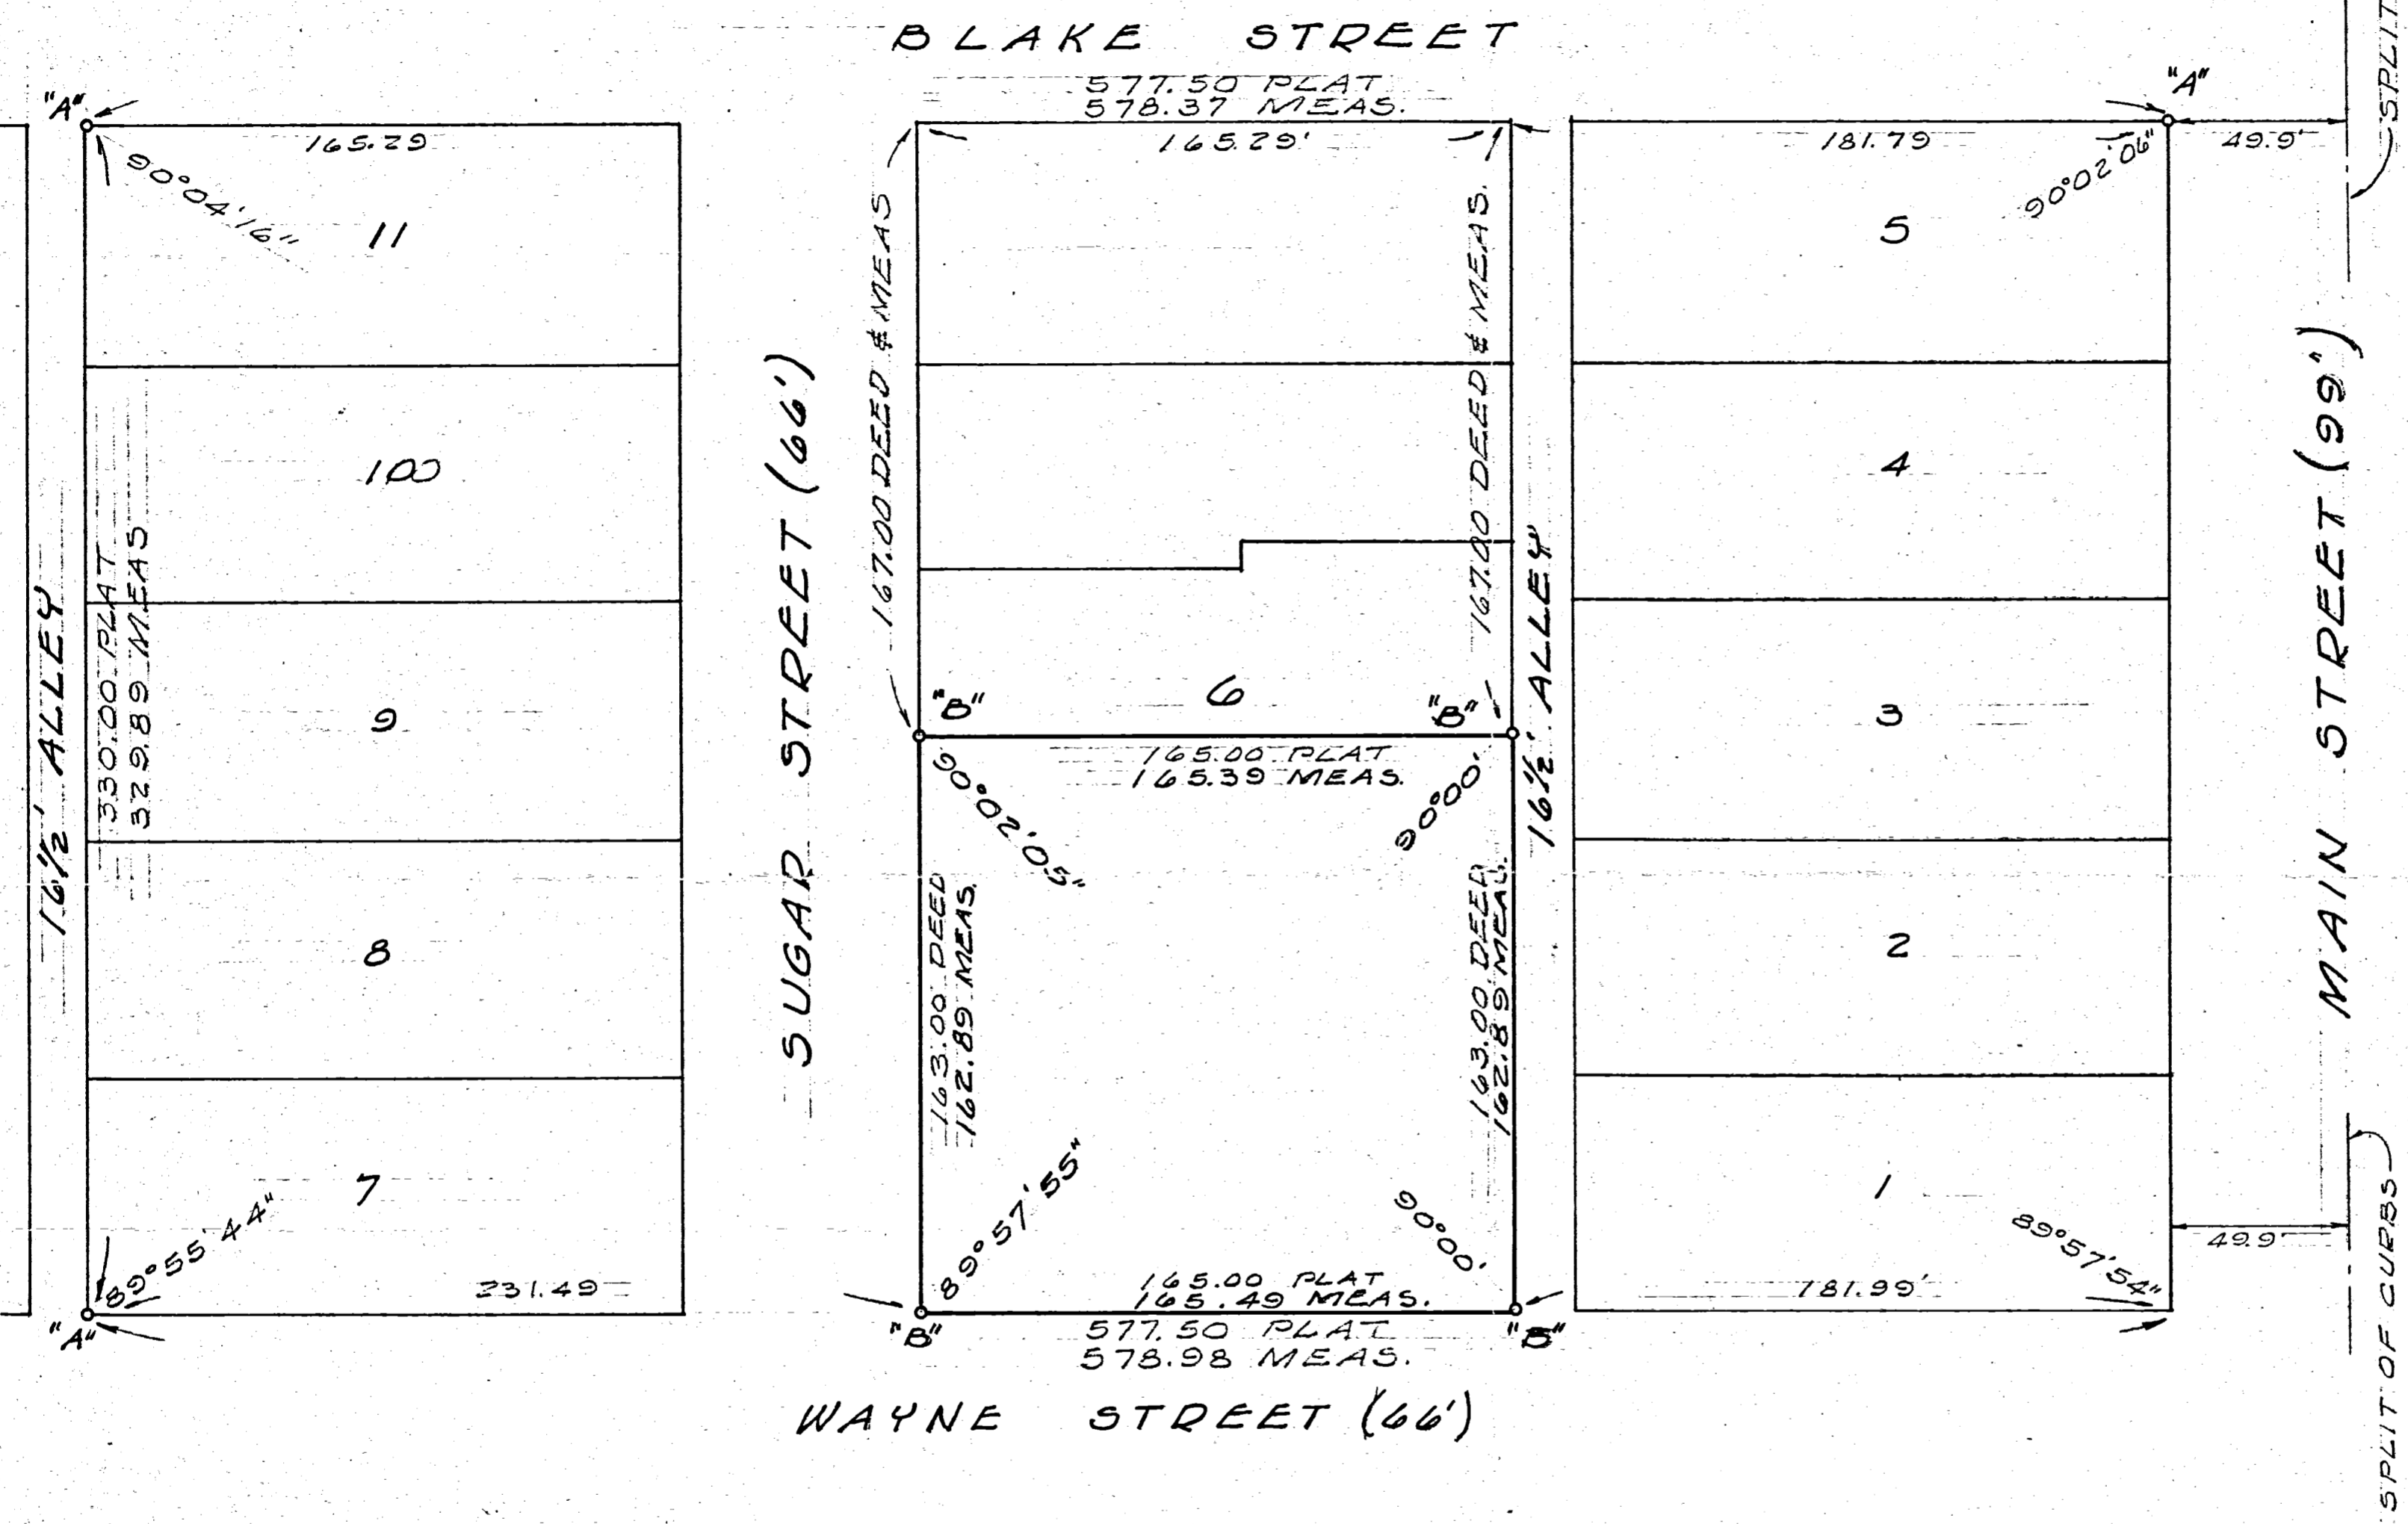 BLAKE STREET
577.50 PLAT
578.37 MEAS.
"A"
"A"
SPLIT
165.29
165.29'
181.79
49.9'
90°04'16"
90°02'06"
11
5
167.00 DEED & MEAS
167.00 DEED & MEAS.
100
4
16½' ALLEY
330.00 PLAT
329.89 MEAS
SUGAR STREET (66')
16½' ALLEY
MAIN STREET (99')
9
6
3
"B"
"B"
165.00 PLAT
165.39 MEAS.
90°02'05"
90°00'
8
2
163.00 DEED
162.89 MEAS.
163.00 DEED
162.89 MEAS.
7
1
89°55'44"
89°57'55"
90°00'
89°57'54"
49.9'
231.49
165.00 PLAT
165.49 MEAS.
181.99'
"A"
"B"
"B"
577.50 PLAT
578.98 MEAS.
WAYNE STREET (66')
SPLIT OF CURBS